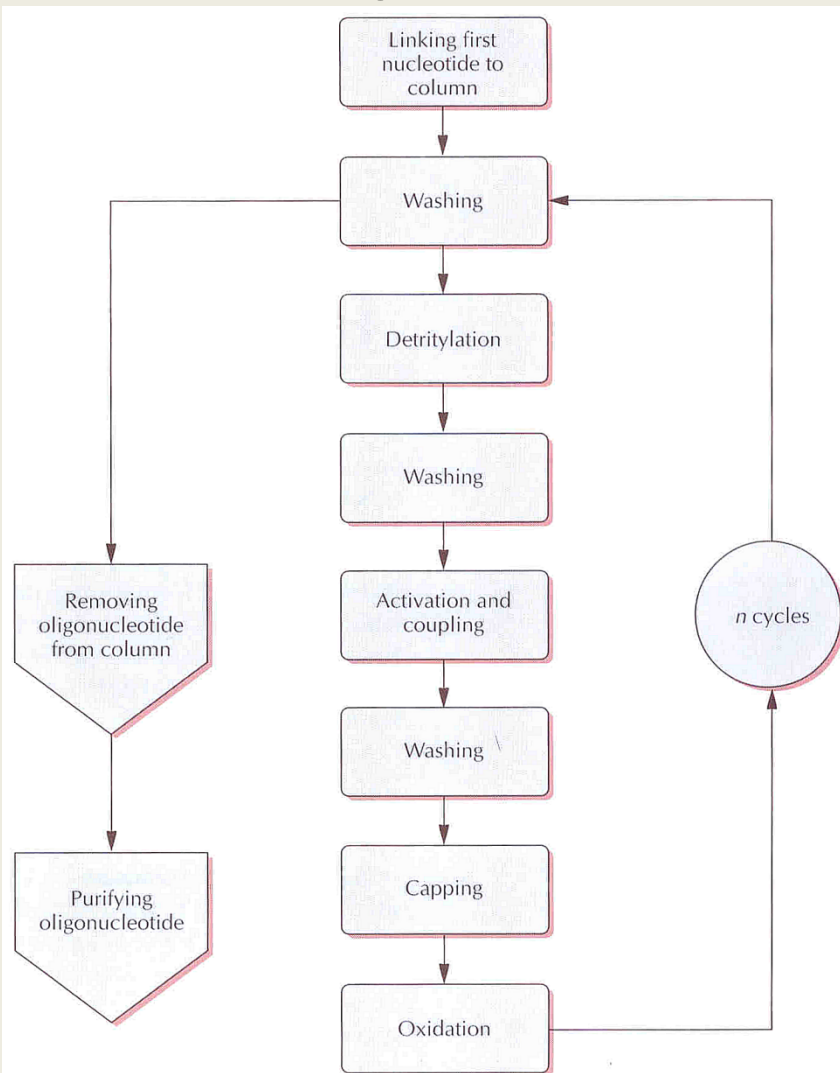 Linking first
nucleotide to
column
Washing
Detritylation
Washing
Activation and
coupling
Washing
Capping
Oxidation
n cycles
Removing
oligonucleotide
from column
Purifying
oligonucleotide